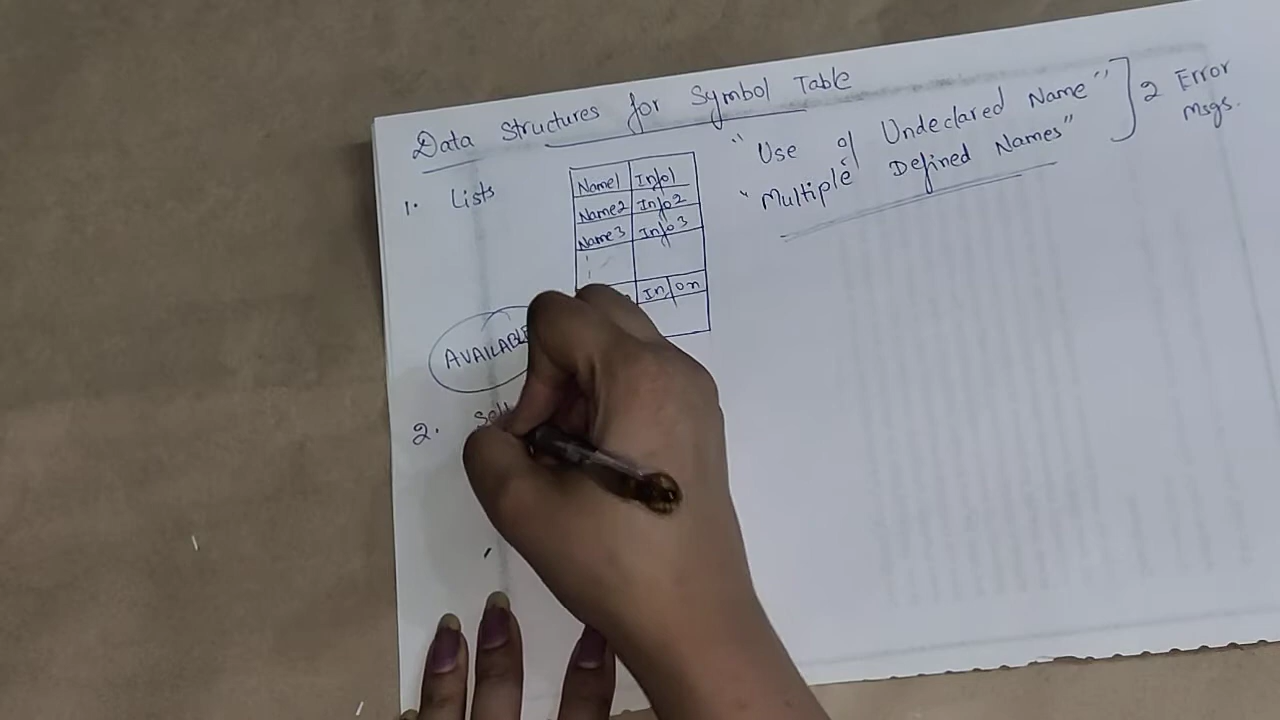 Data Structures for Symbol Table
"Use of Undeclared Name"
"Multiple Defined Names"
2 Error
Msgs.
1. Lists
Name1 Info1
Name2 Info2
Name3 Info3
Infon
AVAILABLE
2.